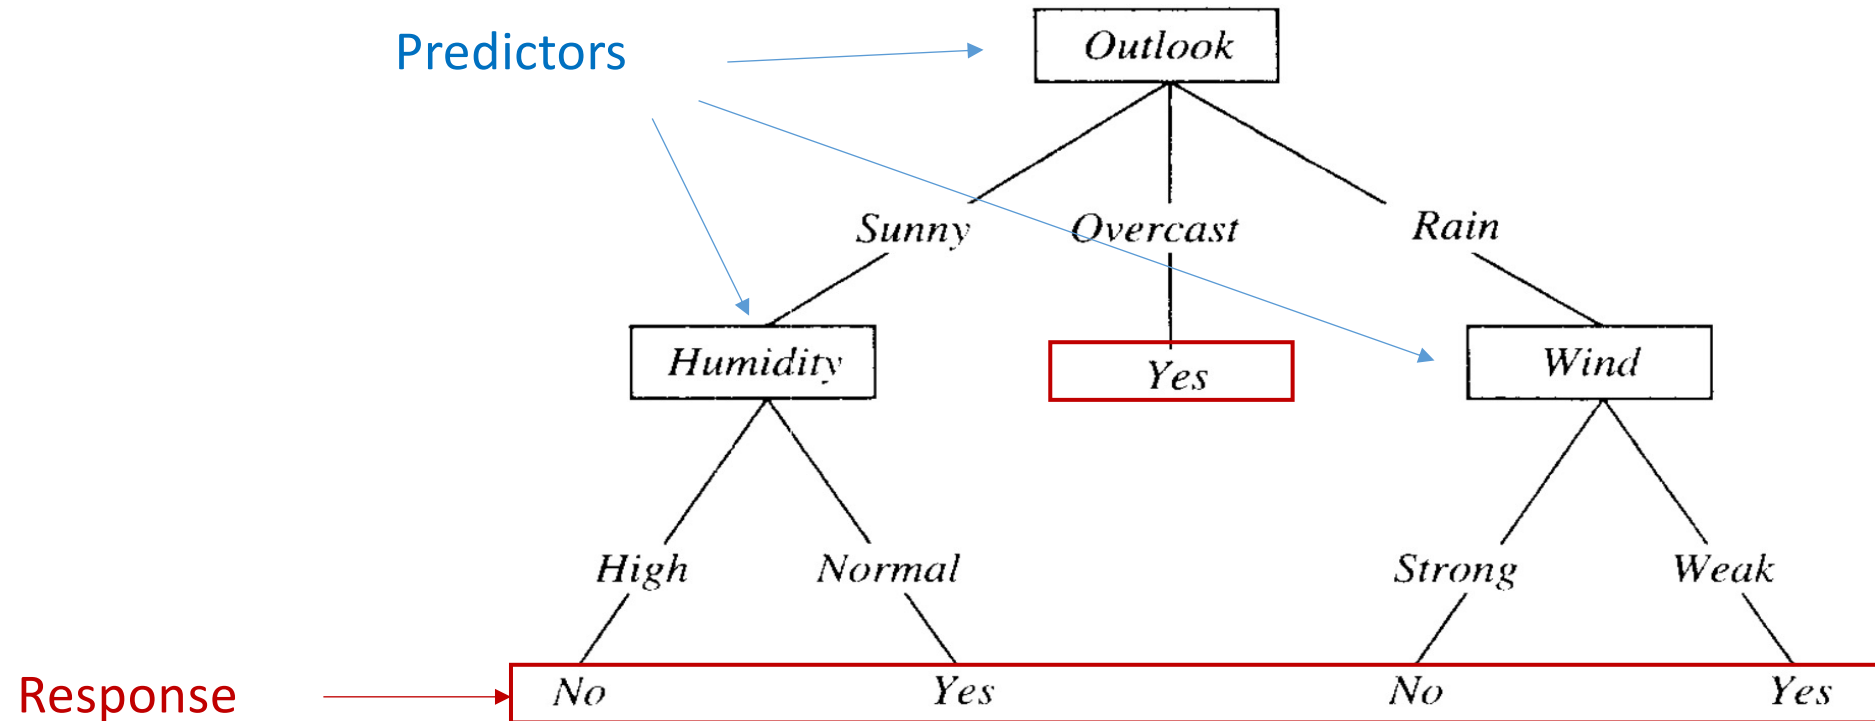 Predictors
Outlook
Sunny
Overcast
Rain
Humidity
Yes
Wind
High
Normal
Strong
Weak
Response
No
Yes
No
Yes